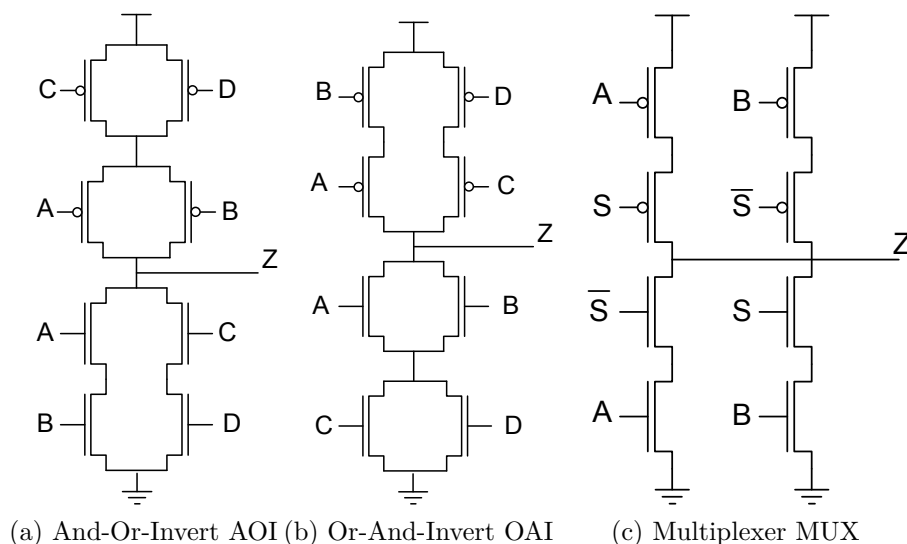 C D B D A B
A B A C S S̅
Z Z Z
A C A B S̅ S
B D C D A B
(a) And-Or-Invert AOI (b) Or-And-Invert OAI (c) Multiplexer MUX